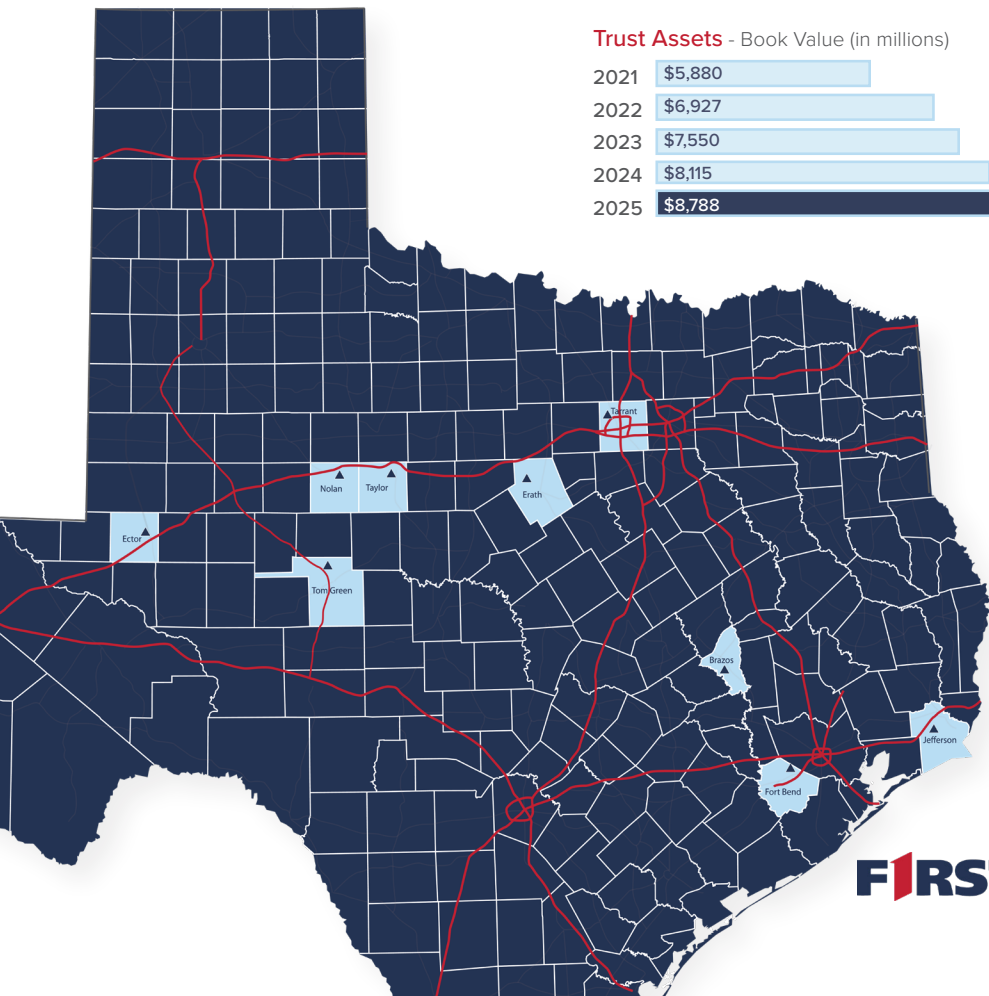 Trust Assets - Book Value (in millions)
2021 $5,880
2022 $6,927
2023 $7,550
2024 $8,115
2025 $8,788
Tarrant
Nolan
Taylor
Erath
Ector
Tom Green
Brazos
Jefferson
Fort Bend
F1RS